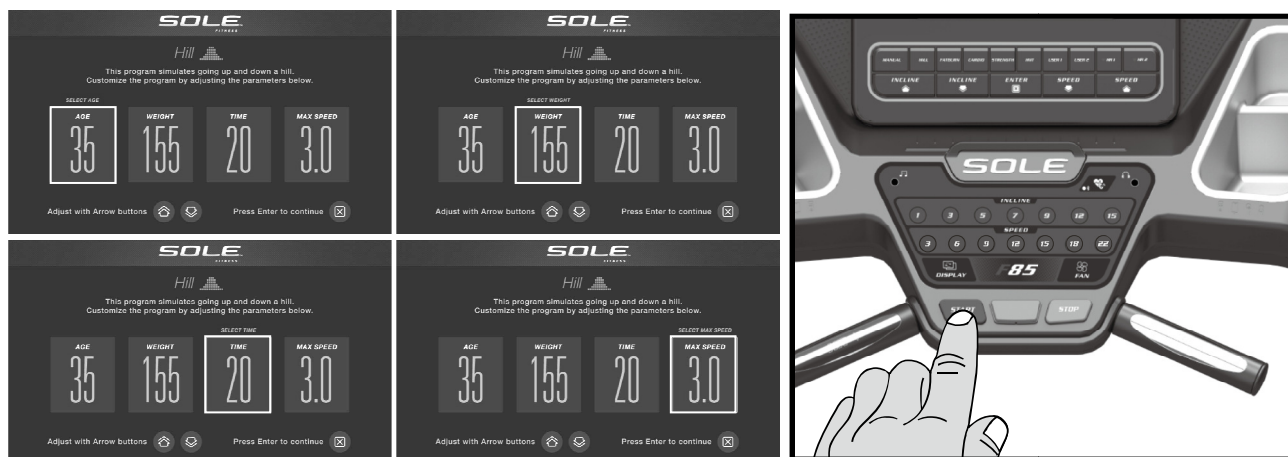 SOLE
FITNESS
Hill
This program simulates going up and down a hill.
Customize the program by adjusting the parameters below.
SELECT AGE
AGE WEIGHT TIME MAX SPEED
35 155 20 3.0
Adjust with Arrow buttons Press Enter to continue
SOLE
FITNESS
Hill
This program simulates going up and down a hill.
Customize the program by adjusting the parameters below.
SELECT WEIGHT
AGE WEIGHT TIME MAX SPEED
35 155 20 3.0
Adjust with Arrow buttons Press Enter to continue
SOLE
FITNESS
Hill
This program simulates going up and down a hill.
Customize the program by adjusting the parameters below.
SELECT TIME
AGE WEIGHT TIME MAX SPEED
35 155 20 3.0
Adjust with Arrow buttons Press Enter to continue
SOLE
FITNESS
Hill
This program simulates going up and down a hill.
Customize the program by adjusting the parameters below.
SELECT MAX SPEED
AGE WEIGHT TIME MAX SPEED
35 155 20 3.0
Adjust with Arrow buttons Press Enter to continue
MANUAL HILL FATBURN CARDIO STRENGTH HIIT USER 1 USER 2 HR 1 HR 2
INCLINE INCLINE ENTER SPEED SPEED
SOLE
INCLINE
1 3 5 7 9 12 15
SPEED
3 6 9 12 15 18 22
DISPLAY F85 FAN
START STOP